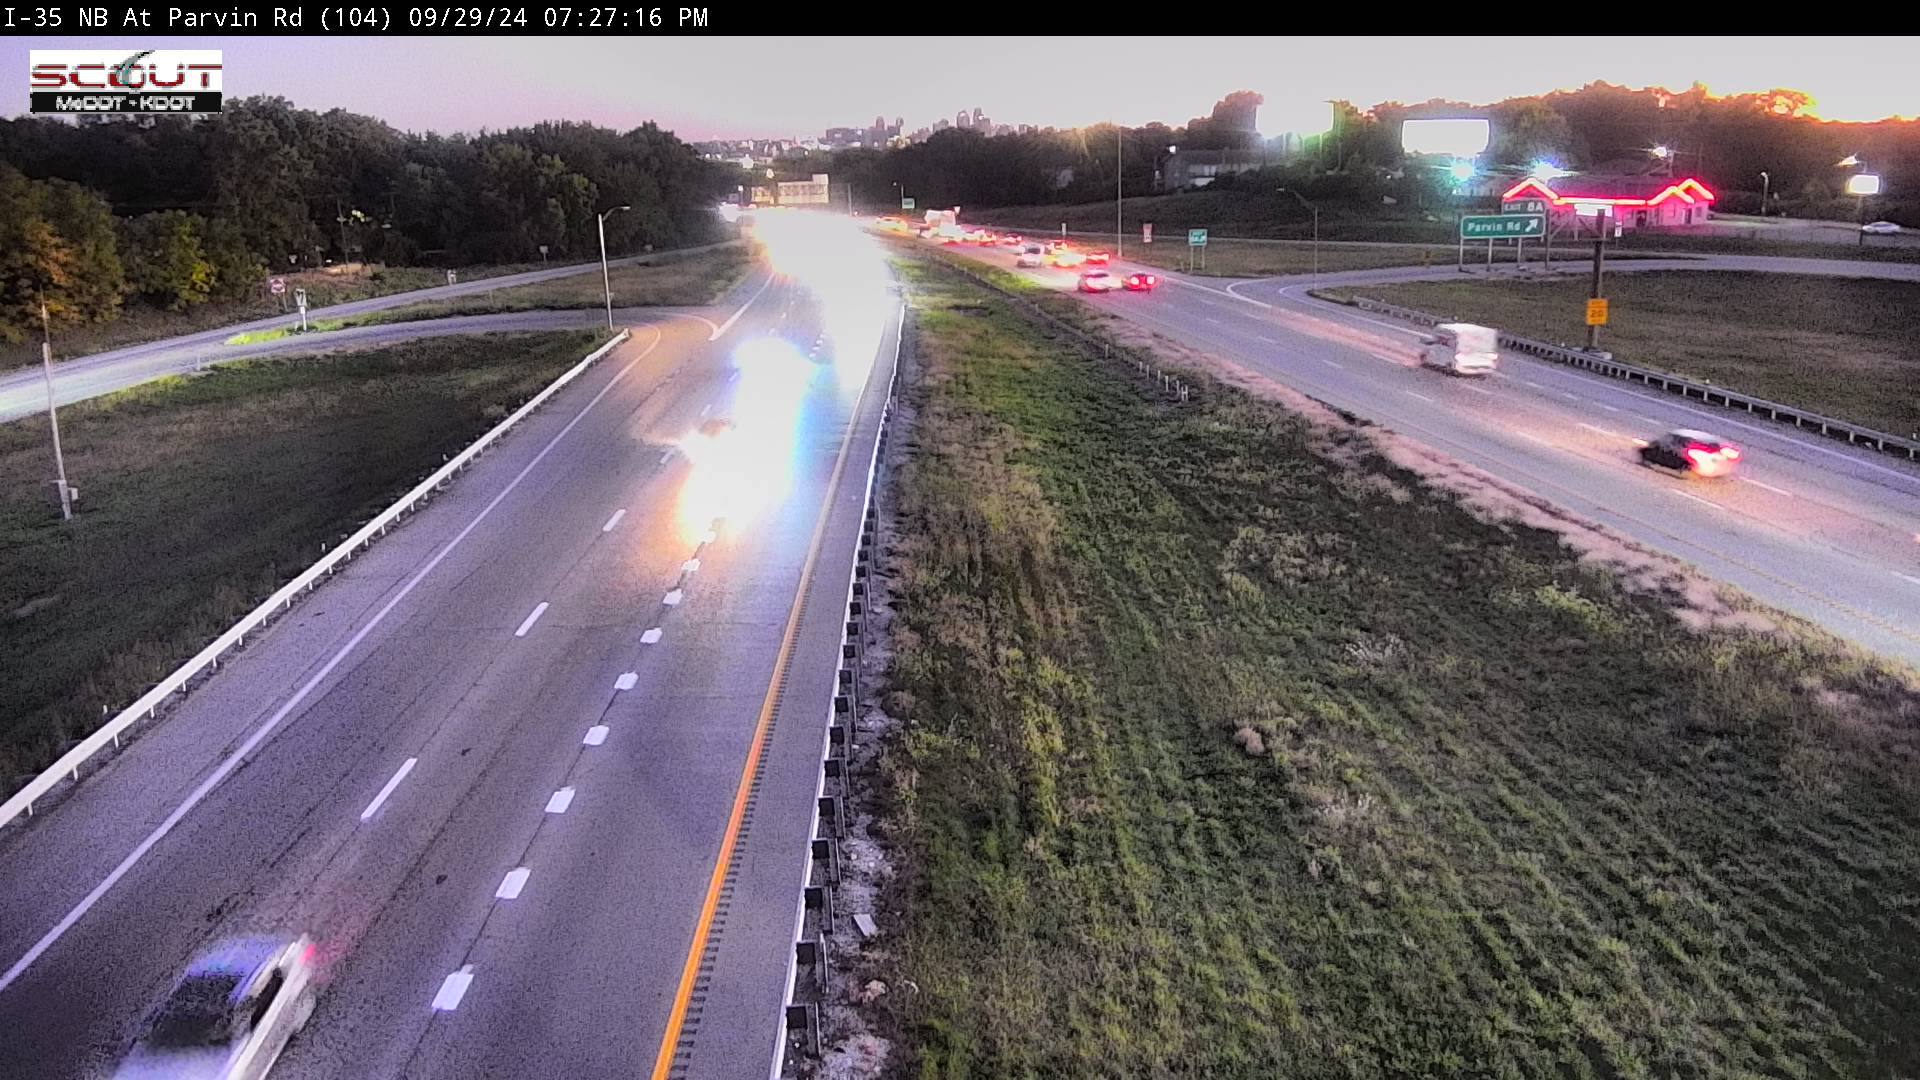 I-35 NB At Parvin Rd (104) 09/29/24 07:27:16 PM
SCOUT
MoDOT - KDOT
EXIT 8A
Parvin Rd
20